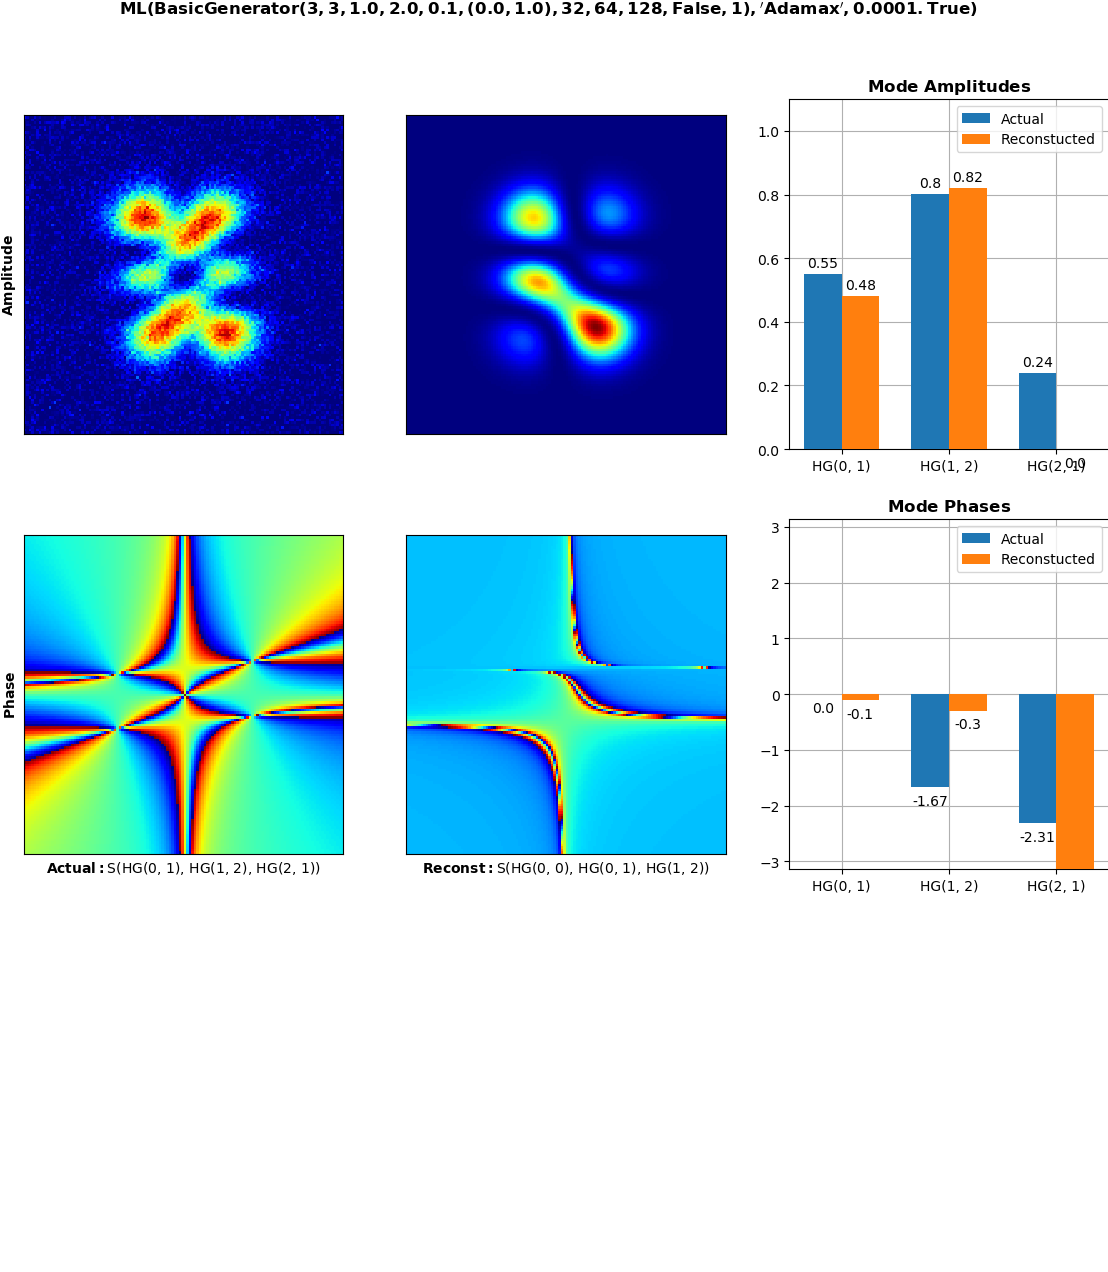 ML(BasicGenerator(3, 3, 1.0, 2.0, 0.1, (0.0, 1.0), 32, 64, 128, False, 1), ′Adamax′, 0.0001. True)
Mode Amplitudes
Amplitude
Actual
Reconstucted
1.0
0.8
0.6
0.4
0.2
0.0
0.55
0.48
0.8
0.82
0.24
0.0
HG(0, 1)
HG(1, 2)
HG(2, 1)
Mode Phases
Phase
Actual
Reconstucted
3
2
1
0
−1
−2
−3
0.0
-0.1
-1.67
-0.3
-2.31
HG(0, 1)
HG(1, 2)
HG(2, 1)
Actual: S(HG(0, 1), HG(1, 2), HG(2, 1))
Reconst: S(HG(0, 0), HG(0, 1), HG(1, 2))